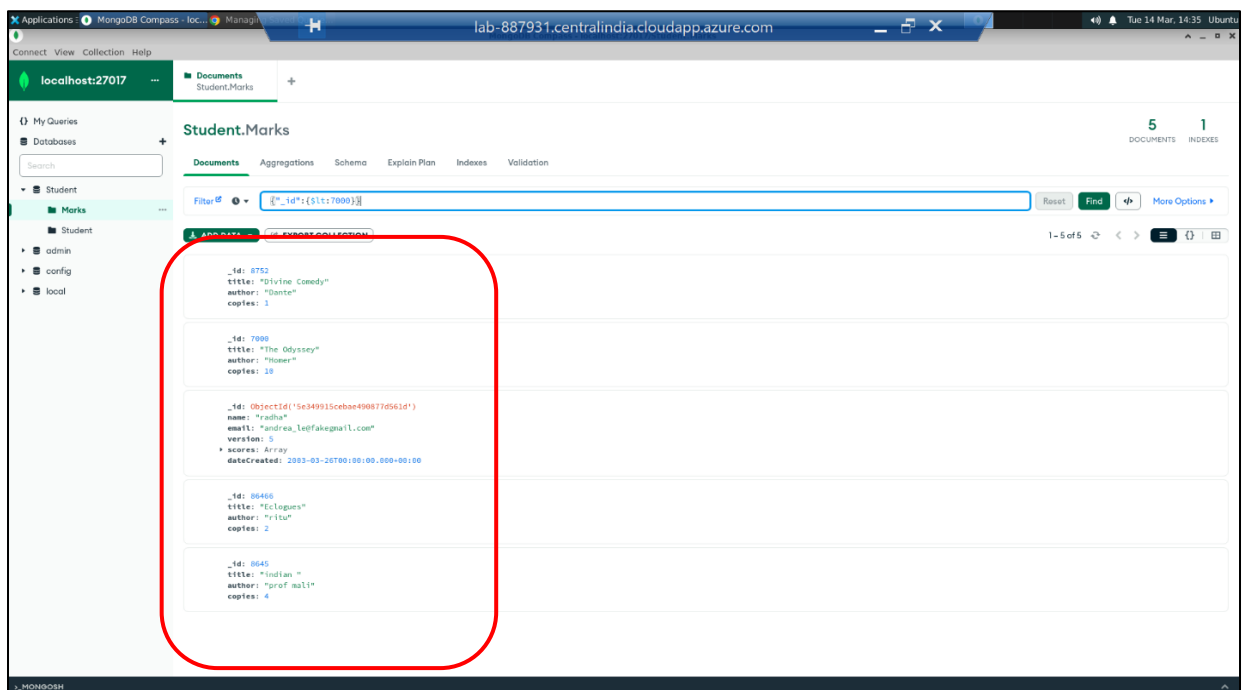 Applications
MongoDB Compass - loc...
lab-887931.centralindia.cloudapp.azure.com
Tue 14 Mar, 14:35 Ubuntu
Connect View Collection Help
localhost:27017 ...
Documents
Student.Marks
+
{} My Queries
Databases +
Search
Student
Marks ...
Student
admin
config
local
Student.Marks
5
DOCUMENTS
1
INDEXES
Documents Aggregations Schema Explain Plan Indexes Validation
Filter
{"_id":{$lt:7000}}
Reset Find </> More Options
ADD DATA EXPORT COLLECTION
1–5 of 5
_id: 8752
title: "Divine Comedy"
author: "Dante"
copies: 1
_id: 7000
title: "The Odyssey"
author: "Homer"
copies: 10
_id: ObjectId('5e349915cebae490877d561d')
name: "radha"
email: "andrea_le@fakegmail.com"
version: 5
scores: Array
dateCreated: 2003-03-26T00:00:00.000+00:00
_id: 86466
title: "Eclogues"
author: "ritu"
copies: 2
_id: 8645
title: "indian "
author: "prof mali"
copies: 4
>_MONGOSH